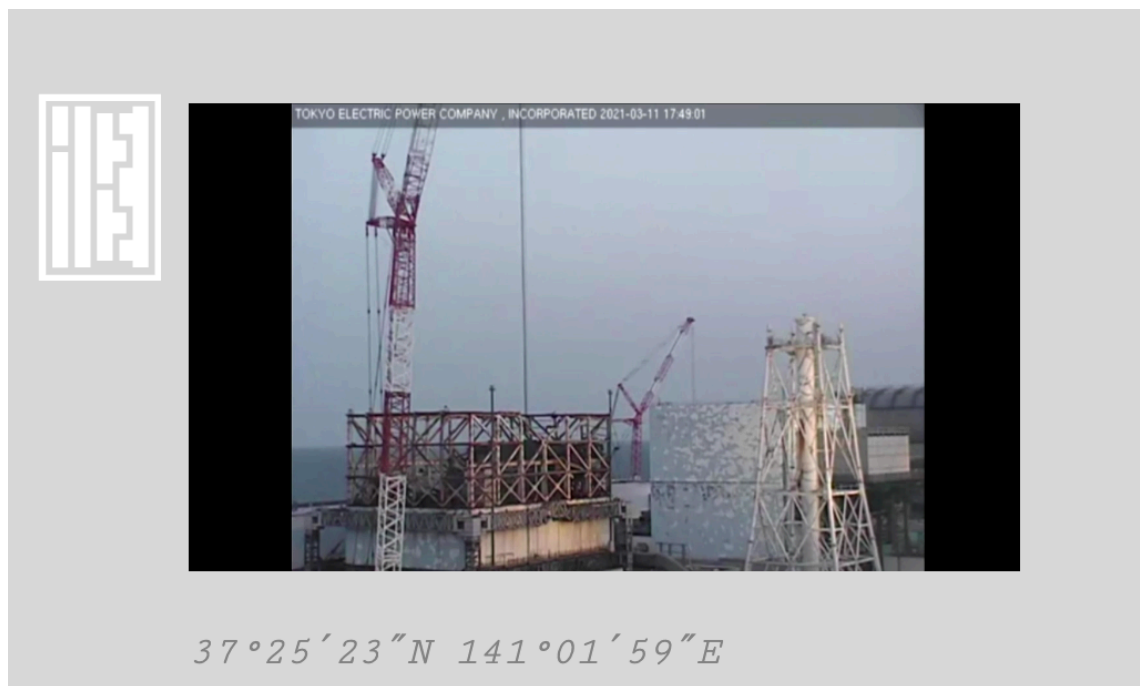 TOKYO ELECTRIC POWER COMPANY , INCORPORATED 2021-03-11 17:49:01
37°25′23″N 141°01′59″E